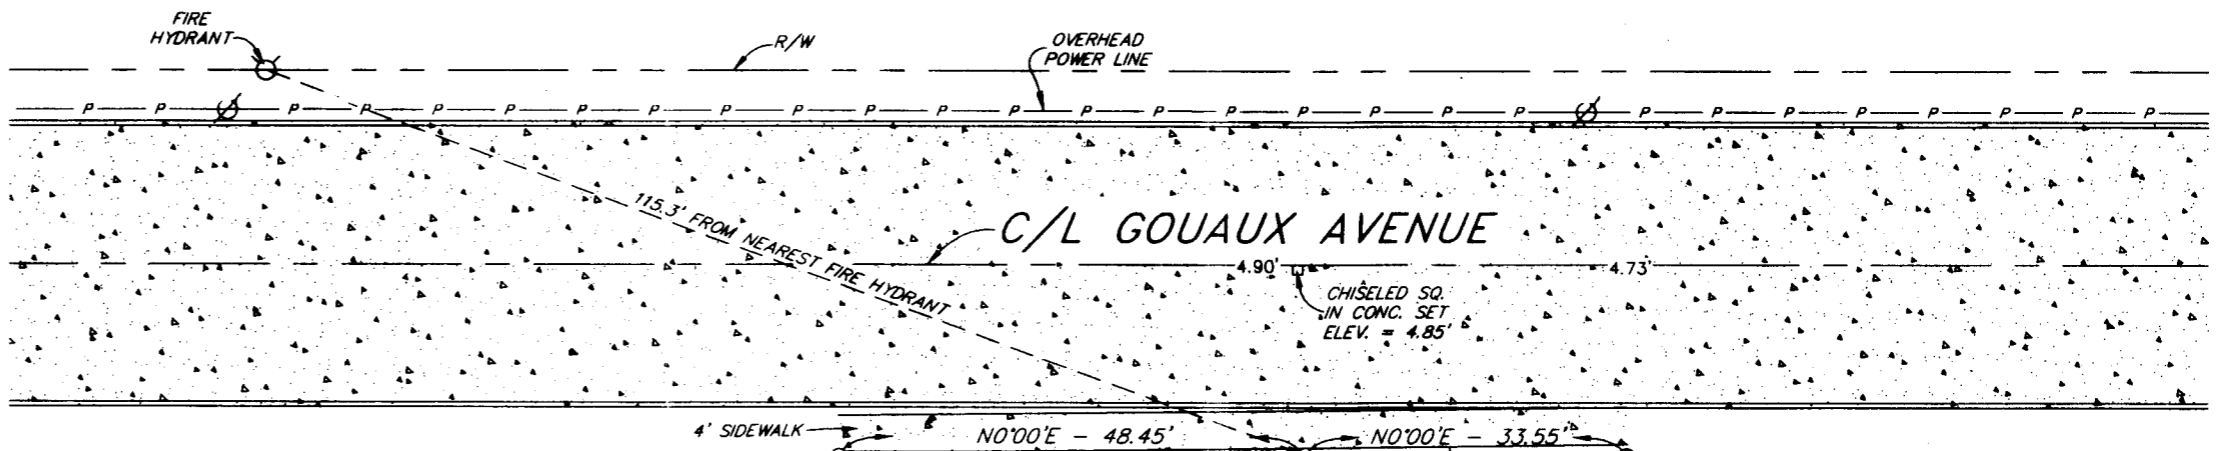 FIRE
HYDRANT
R/W
OVERHEAD
POWER LINE
P P P P P P P P P P P P P P P P P P P P P P P P P P P P
115.3' FROM NEAREST FIRE HYDRANT
C/L GOUAUX AVENUE
4.90'
4.73'
CHISELED SQ.
IN CONC. SET
ELEV. = 4.85'
4' SIDEWALK
N0°00'E - 48.45'
N0°00'E - 33.55'